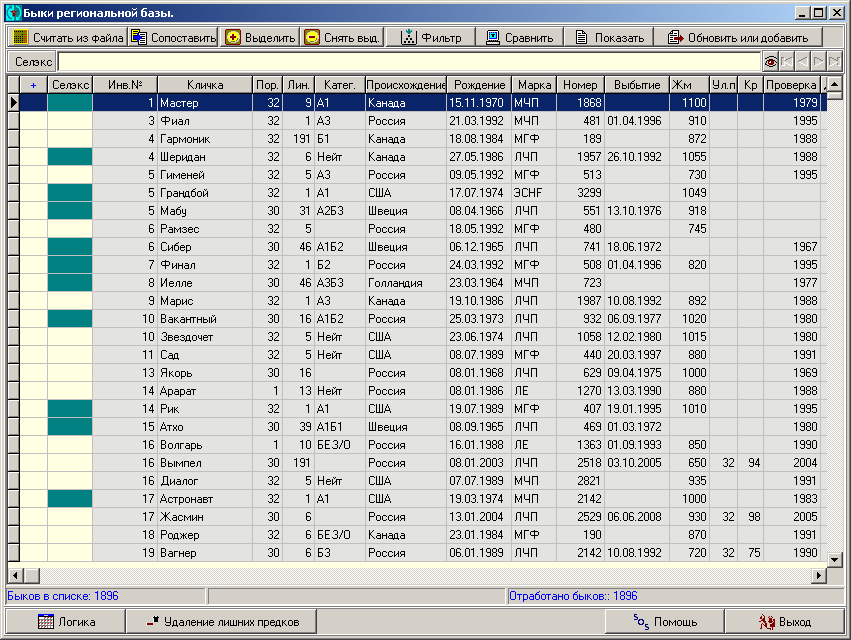 Быки региональной базы.
Считать из файла Сопоставить Выделить Снять выд. Фильтр Сравнить Показать Обновить или добавить
Селэкс
+ Селэкс Инв.№ Кличка Пор. Лин. Катег. Происхождение Рождение Марка Номер Выбытие Жм Ул.п Кр Проверка
1 Мастер 32 9 А1 Канада 15.11.1970 МЧП 1868 1100 1979
3 Фиал 32 1 А3 Россия 21.03.1992 МЧП 481 01.04.1996 910 1995
4 Гармоник 32 191 Б1 Канада 18.08.1984 МГФ 189 872 1988
4 Шеридан 32 6 Нейт Канада 27.05.1986 ЛЧП 1957 26.10.1992 1055 1988
5 Гименей 32 5 А3 Россия 09.05.1992 МГФ 513 730 1995
5 Грандбой 32 1 А1 США 17.07.1974 ЭСНF 3299 1049
5 Мабу 30 31 А2Б3 Швеция 08.04.1966 ЛЧП 551 13.10.1976 918
6 Рамзес 32 5 Россия 18.05.1992 МГФ 480 745
6 Сибер 30 46 А1Б2 Швеция 06.12.1965 ЛЧП 741 18.06.1972 1967
7 Финал 32 1 Б2 Россия 24.03.1992 МГФ 508 01.04.1996 820 1995
8 Иелле 30 46 А3Б3 Голландия 23.03.1964 МЧП 723 1977
9 Марис 32 1 А3 Канада 19.10.1986 ЛЧП 1987 10.08.1992 892 1988
10 Вакантный 30 16 А1Б2 Россия 25.03.1973 ЛЧП 932 06.09.1977 1020 1980
10 Звездочет 32 5 Нейт США 23.06.1974 ЛЧП 1058 12.02.1980 1015 1980
11 Сад 32 5 Нейт США 08.07.1989 МГФ 440 20.03.1997 880 1991
13 Якорь 30 16 Россия 08.01.1968 ЛЧП 629 09.04.1975 1000 1969
14 Арарат 1 13 Нейт Россия 08.01.1986 ЛЕ 1270 13.03.1990 880 1988
14 Рик 32 1 А1 США 19.07.1989 МГФ 407 19.01.1995 1010 1995
15 Атхо 30 39 А1Б1 Швеция 08.09.1965 ЛЧП 469 01.03.1972 1980
16 Волгарь 1 10 БЕЗ/О Россия 16.01.1988 ЛЕ 1363 01.09.1993 850 1990
16 Вымпел 30 191 Россия 08.01.2003 ЛЧП 2518 03.10.2005 650 32 94 2004
16 Диалог 32 5 Нейт США 07.07.1989 МЧП 2821 935 1991
17 Астронавт 32 1 А1 США 19.03.1974 МЧП 2142 1000 1983
17 Жасмин 30 6 Россия 13.01.2004 ЛЧП 2529 06.06.2008 930 32 98 2005
18 Роджер 32 6 БЕЗ/О Канада 23.01.1984 МГФ 190 870 1991
19 Вагнер 30 6 Б3 Россия 06.01.1989 ЛЧП 2142 10.08.1992 720 32 75 1990
Быков в списке: 1896 Отработано быков:: 1896
Логика Удаление лишних предков Помощь Выход